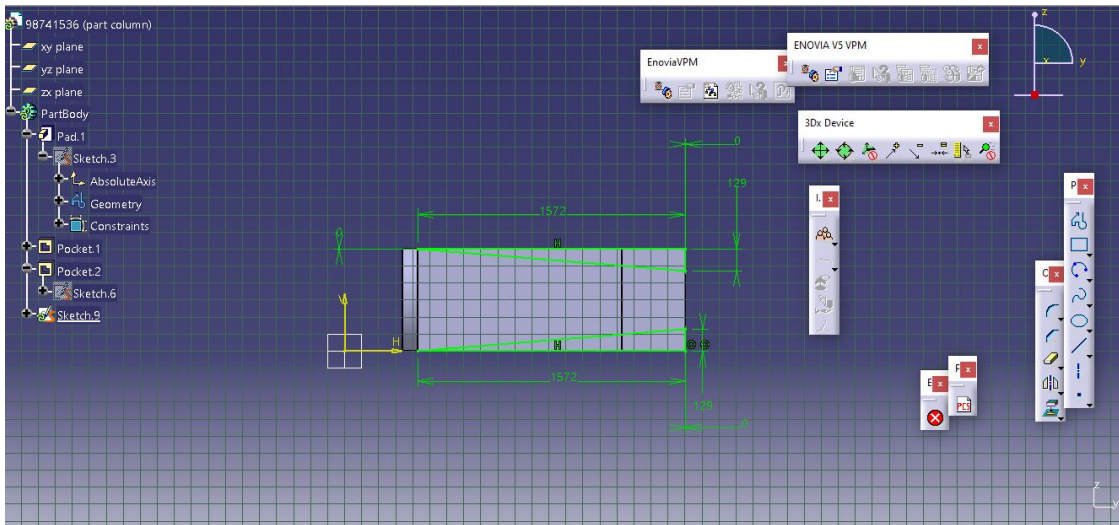 98741536 (part column)
xy plane
yz plane
zx plane
PartBody
Pad.1
Sketch.3
AbsoluteAxis
Geometry
Constraints
Pocket.1
Pocket.2
Sketch.6
Sketch.9
EnoviaVPM
x
ENOVIA V5 VPM
x
3Dx Device
x
I.
x
P
x
C
x
E
x
P
x
PCS
z
x
y
0
129
1572
0
H
V
H
H
1572
129
0
z
y